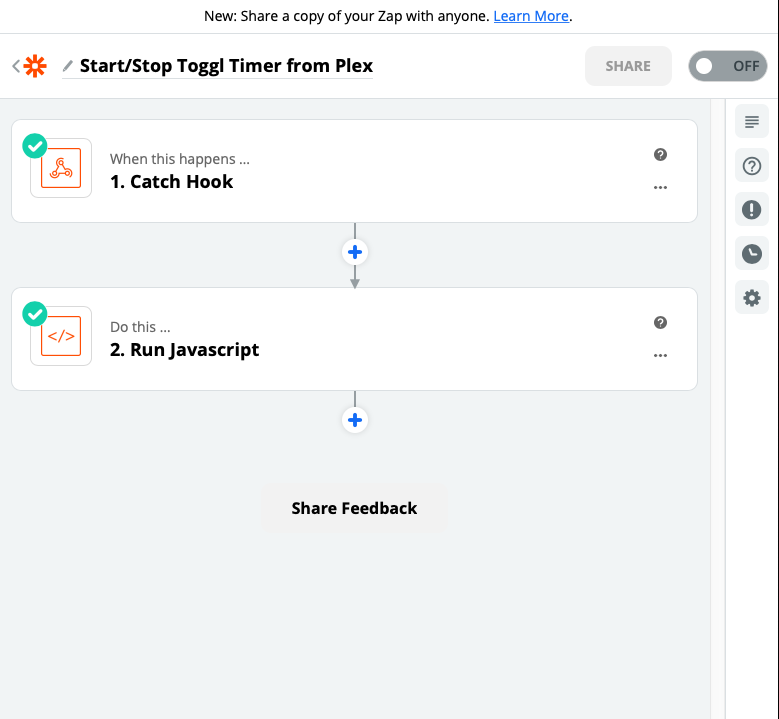 New: Share a copy of your Zap with anyone. Learn More.
Start/Stop Toggl Timer from Plex
SHARE
OFF
When this happens ...
1. Catch Hook
Do this ...
</>
2. Run Javascript
Share Feedback